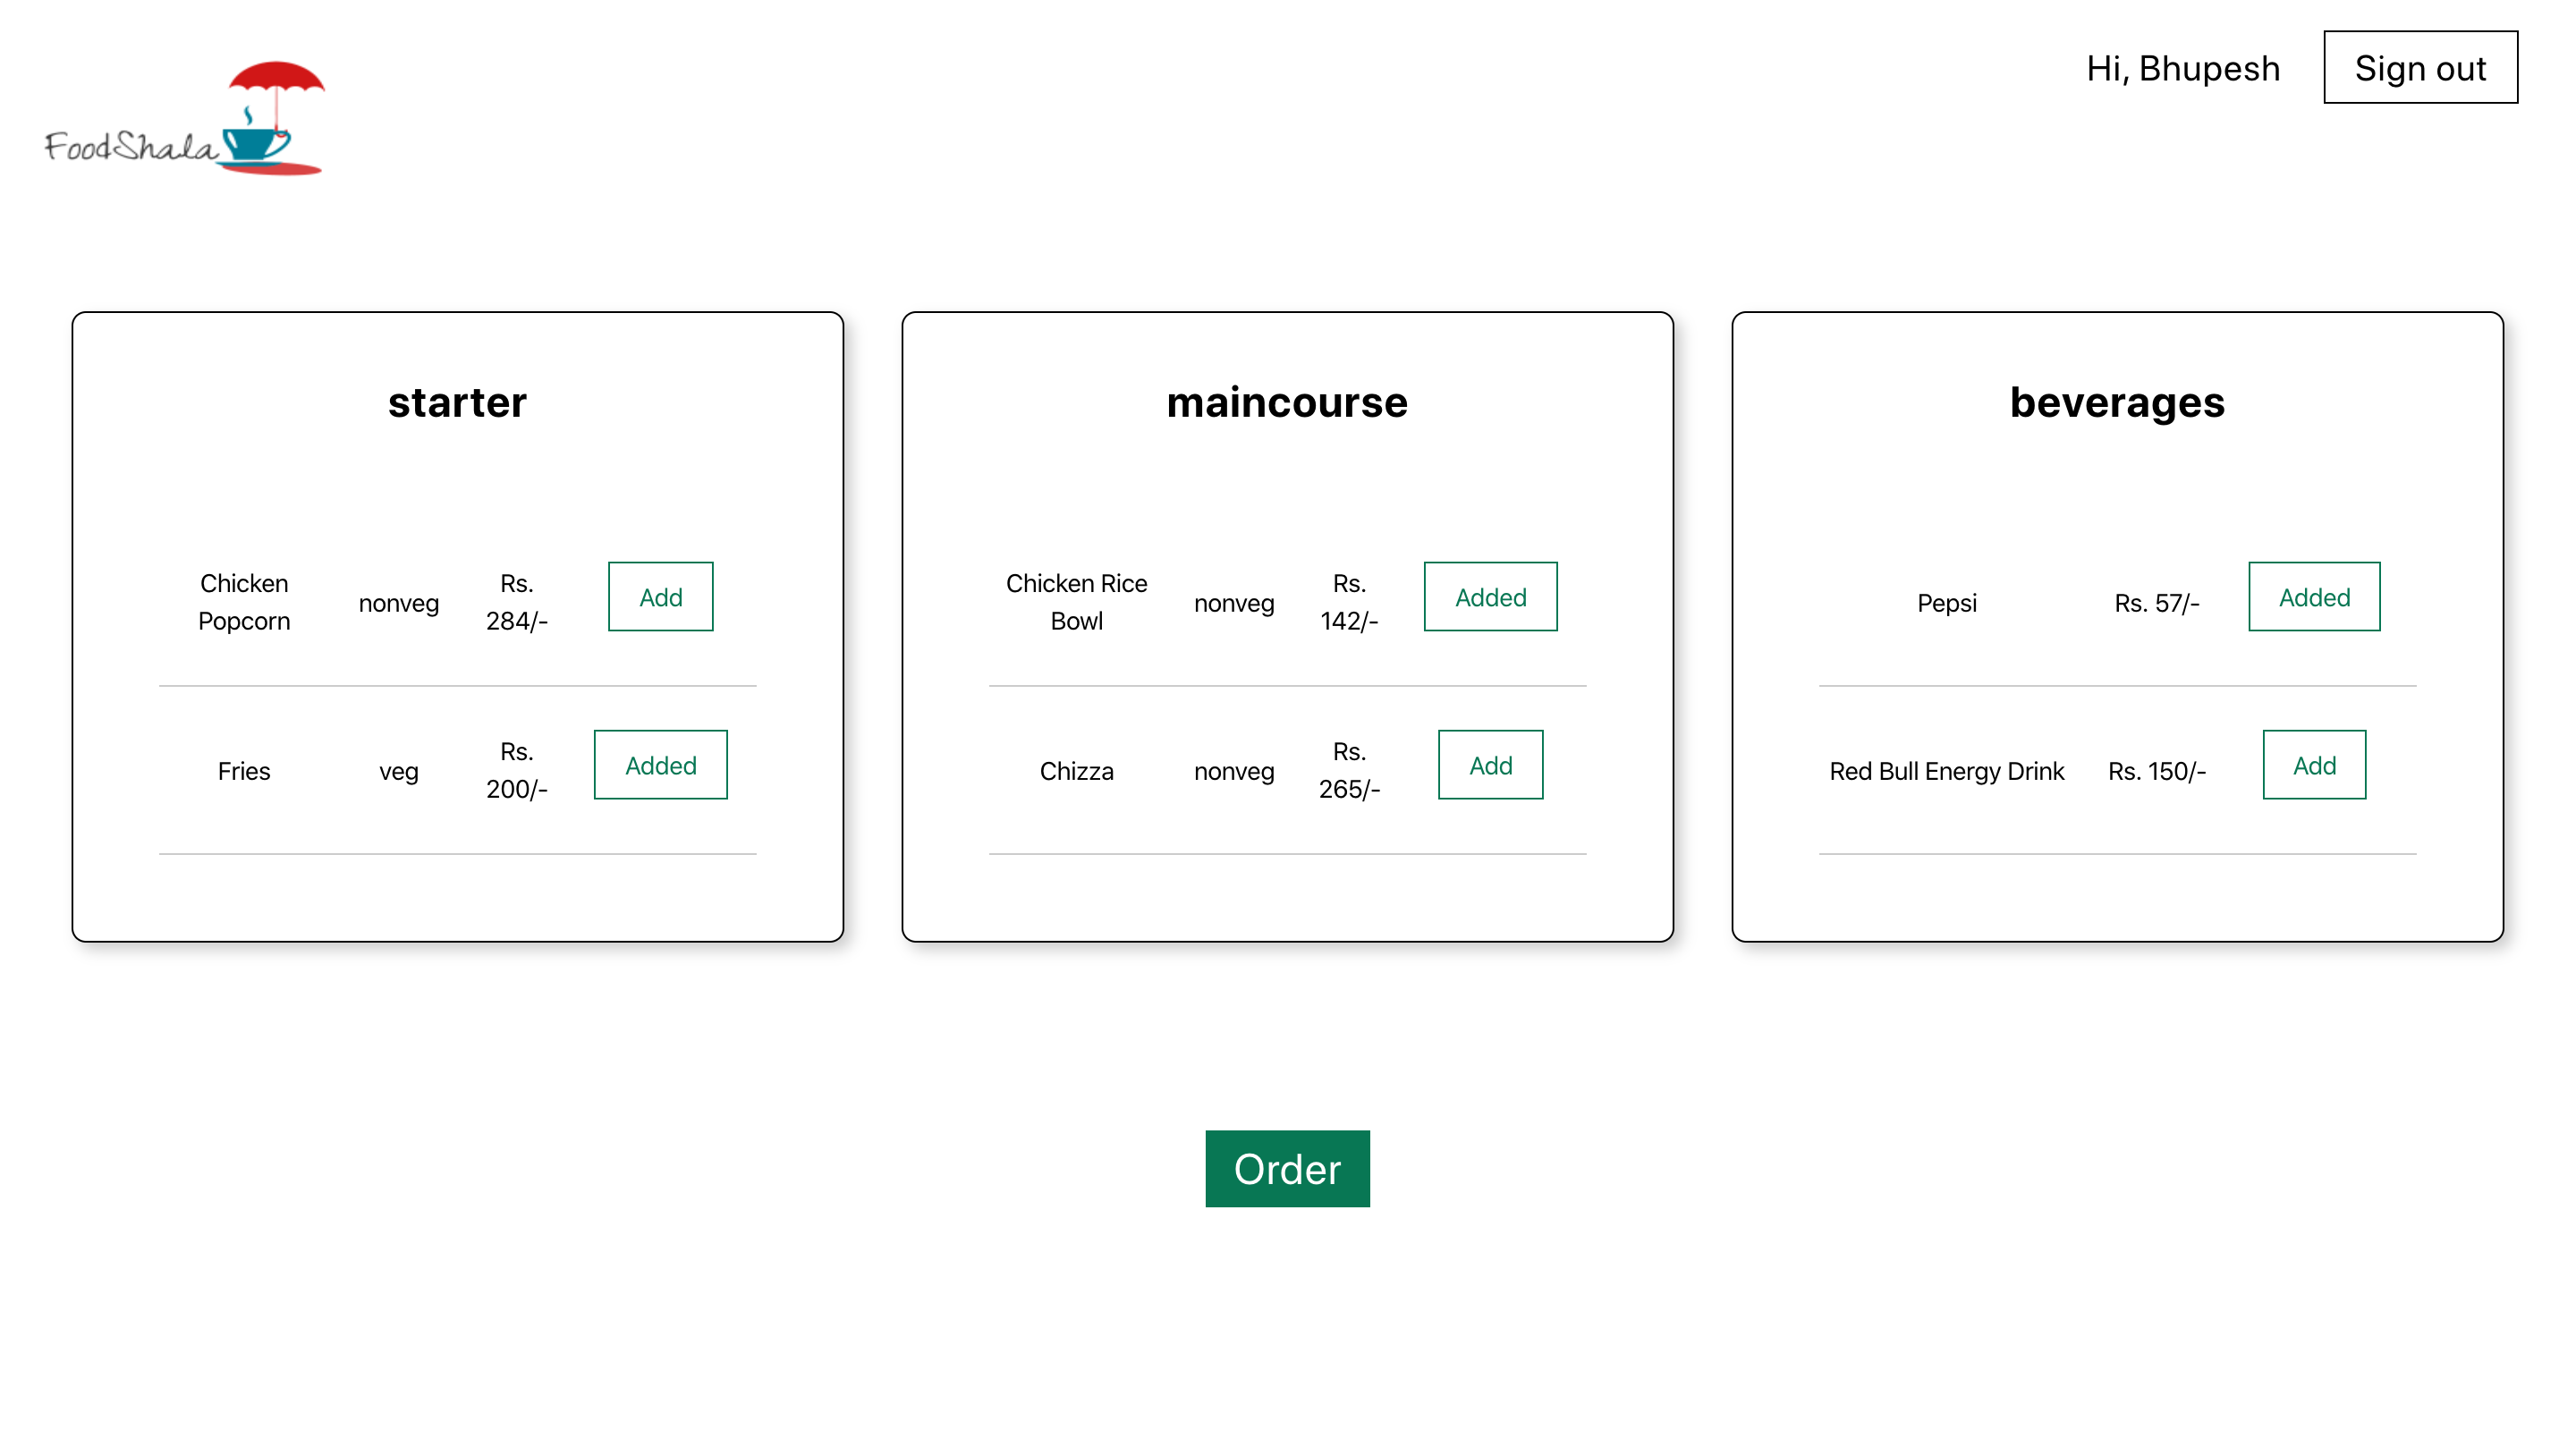 FoodShala
Hi, Bhupesh
Sign out
starter
Chicken
Popcorn
nonveg
Rs.
284/-
Add
Fries
veg
Rs.
200/-
Added
maincourse
Chicken Rice
Bowl
nonveg
Rs.
142/-
Added
Chizza
nonveg
Rs.
265/-
Add
beverages
Pepsi
Rs. 57/-
Added
Red Bull Energy Drink
Rs. 150/-
Add
Order